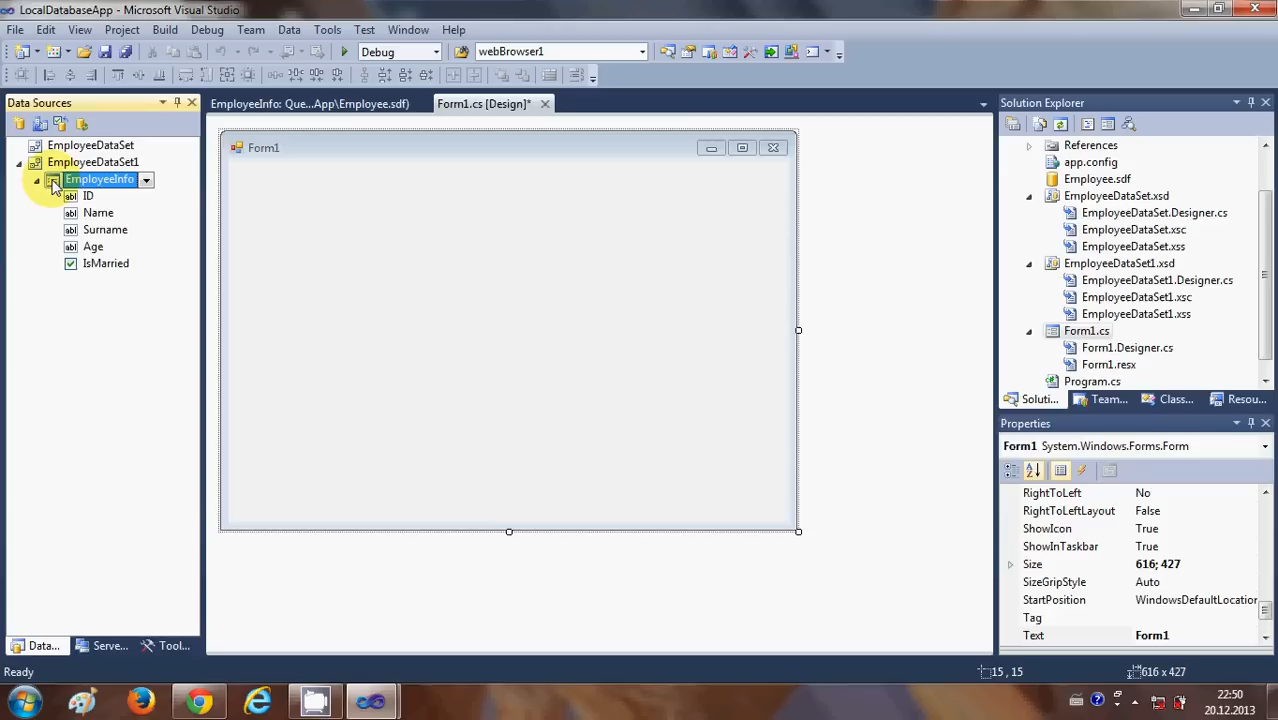 LocalDatabaseApp - Microsoft Visual Studio
File Edit View Project Build Debug Team Data Tools Test Window Help
Debug webBrowser1
Data Sources
EmployeeDataSet
EmployeeDataSet1
EmployeeInfo
ID
Name
Surname
Age
IsMarried
Data... Serve... Tool...
EmployeeInfo: Que...App\Employee.sdf) Form1.cs [Design]*
Form1
Solution Explorer
References
app.config
Employee.sdf
EmployeeDataSet.xsd
EmployeeDataSet.Designer.cs
EmployeeDataSet.xsc
EmployeeDataSet.xss
EmployeeDataSet1.xsd
EmployeeDataSet1.Designer.cs
EmployeeDataSet1.xsc
EmployeeDataSet1.xss
Form1.cs
Form1.Designer.cs
Form1.resx
Program.cs
Soluti... Team... Class... Resou...
Properties
Form1 System.Windows.Forms.Form
RightToLeft No
RightToLeftLayout False
ShowIcon True
ShowInTaskbar True
Size 616; 427
SizeGripStyle Auto
StartPosition WindowsDefaultLocation
Tag
Text Form1
Ready 15 , 15 616 x 427
22:50
20.12.2013